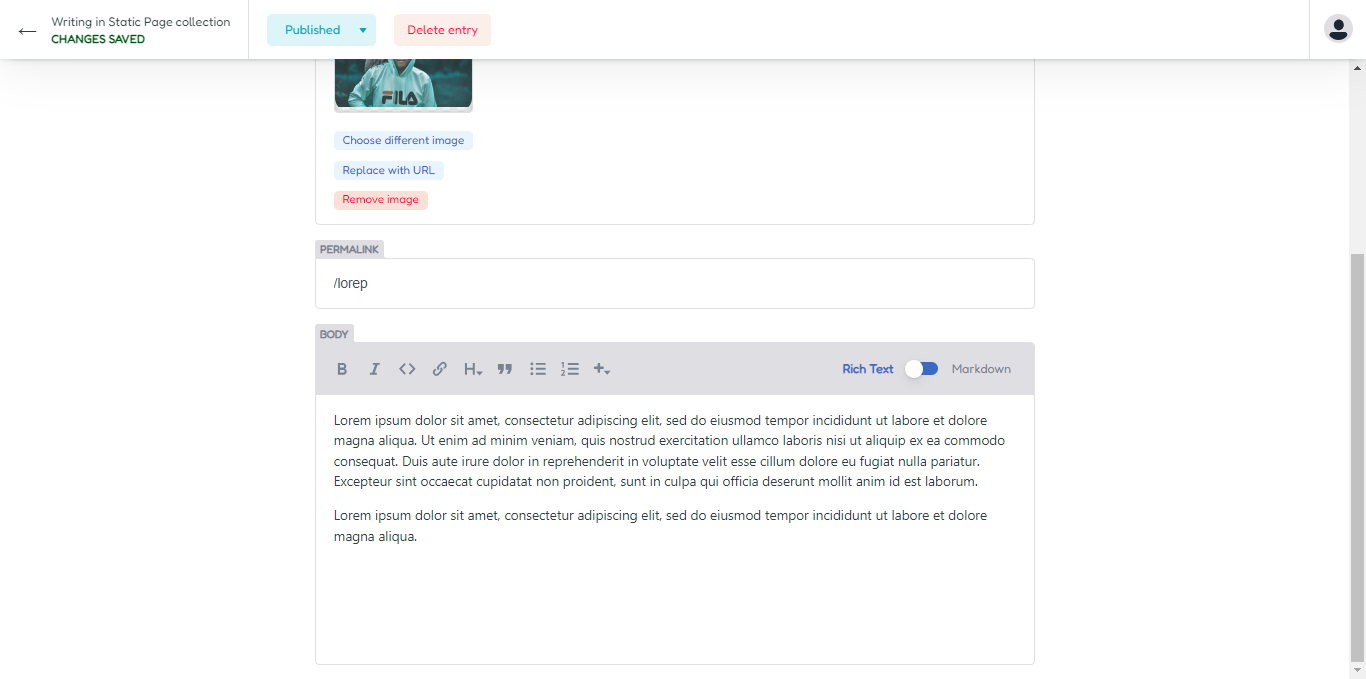 Writing in Static Page collection
CHANGES SAVED
Published
Delete entry
FILA
Choose different image
Replace with URL
Remove image
PERMALINK
/lorep
BODY
B I H
Rich Text
Markdown
Lorem ipsum dolor sit amet, consectetur adipiscing elit, sed do eiusmod tempor incididunt ut labore et dolore
magna aliqua. Ut enim ad minim veniam, quis nostrud exercitation ullamco laboris nisi ut aliquip ex ea commodo
consequat. Duis aute irure dolor in reprehenderit in voluptate velit esse cillum dolore eu fugiat nulla pariatur.
Excepteur sint occaecat cupidatat non proident, sunt in culpa qui officia deserunt mollit anim id est laborum.
Lorem ipsum dolor sit amet, consectetur adipiscing elit, sed do eiusmod tempor incididunt ut labore et dolore
magna aliqua.